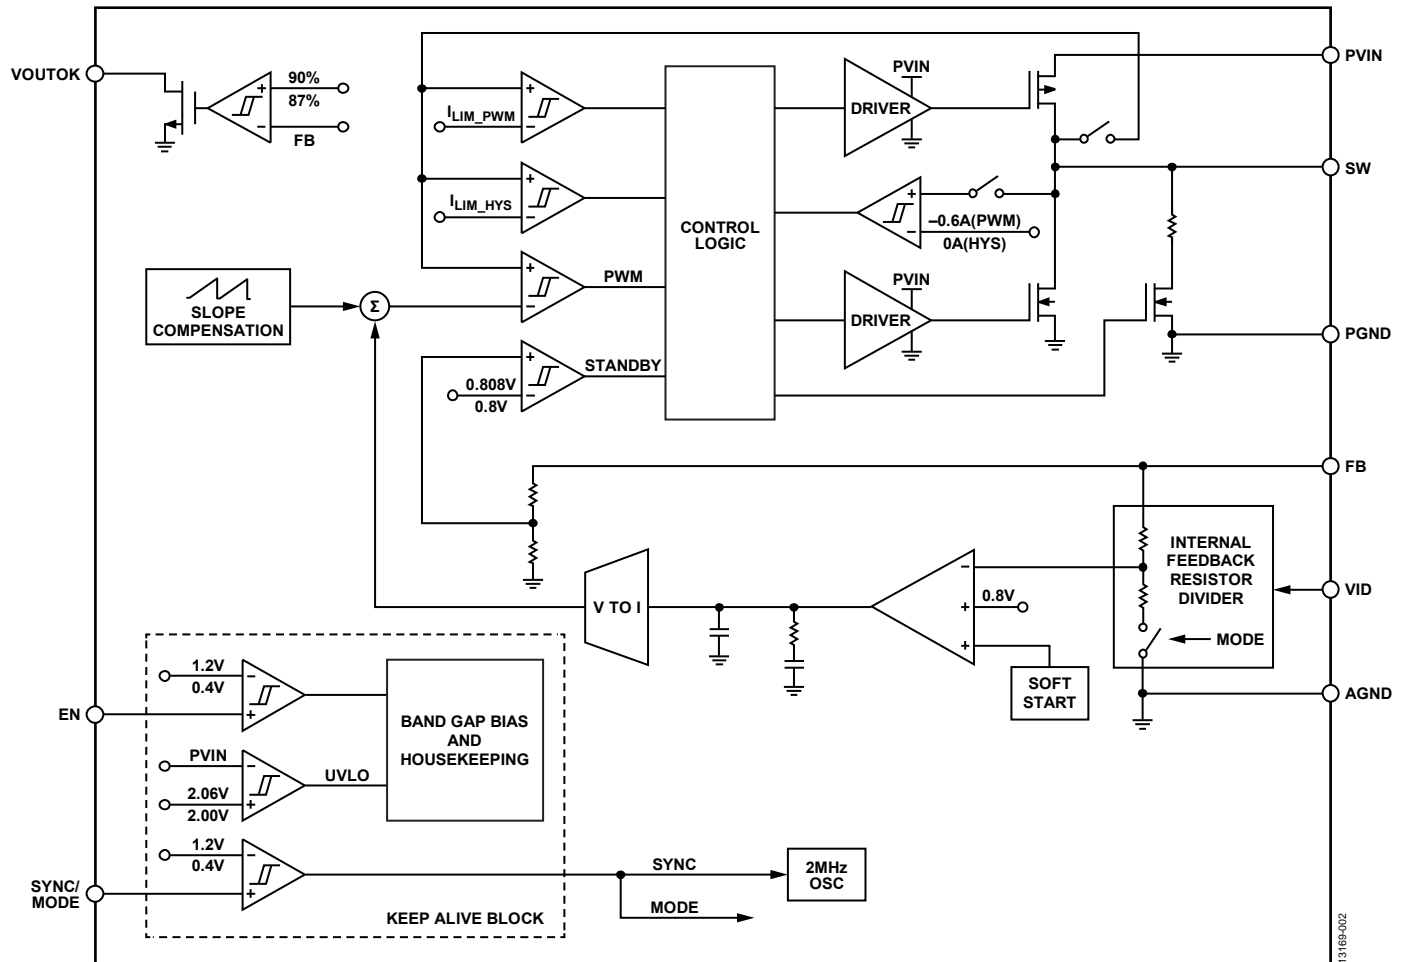 VOUTOK
90%
87%
FB
+
−
+
−
ILIM_PWM
+
−
ILIM_HYS
+
−
PWM
+
−
0.808V
0.8V
STANDBY
SLOPE
COMPENSATION
Σ
CONTROL
LOGIC
PVIN
DRIVER
+
−
−0.6A(PWM)
0A(HYS)
PVIN
DRIVER
PVIN
SW
PGND
FB
VID
AGND
INTERNAL
FEEDBACK
RESISTOR
DIVIDER
MODE
V TO I
−
+
+
0.8V
SOFT
START
EN
1.2V
0.4V
−
+
PVIN
2.06V
2.00V
−
+
UVLO
BAND GAP BIAS
AND
HOUSEKEEPING
SYNC/
MODE
1.2V
0.4V
−
+
KEEP ALIVE BLOCK
SYNC
MODE
2MHz
OSC
13169-002